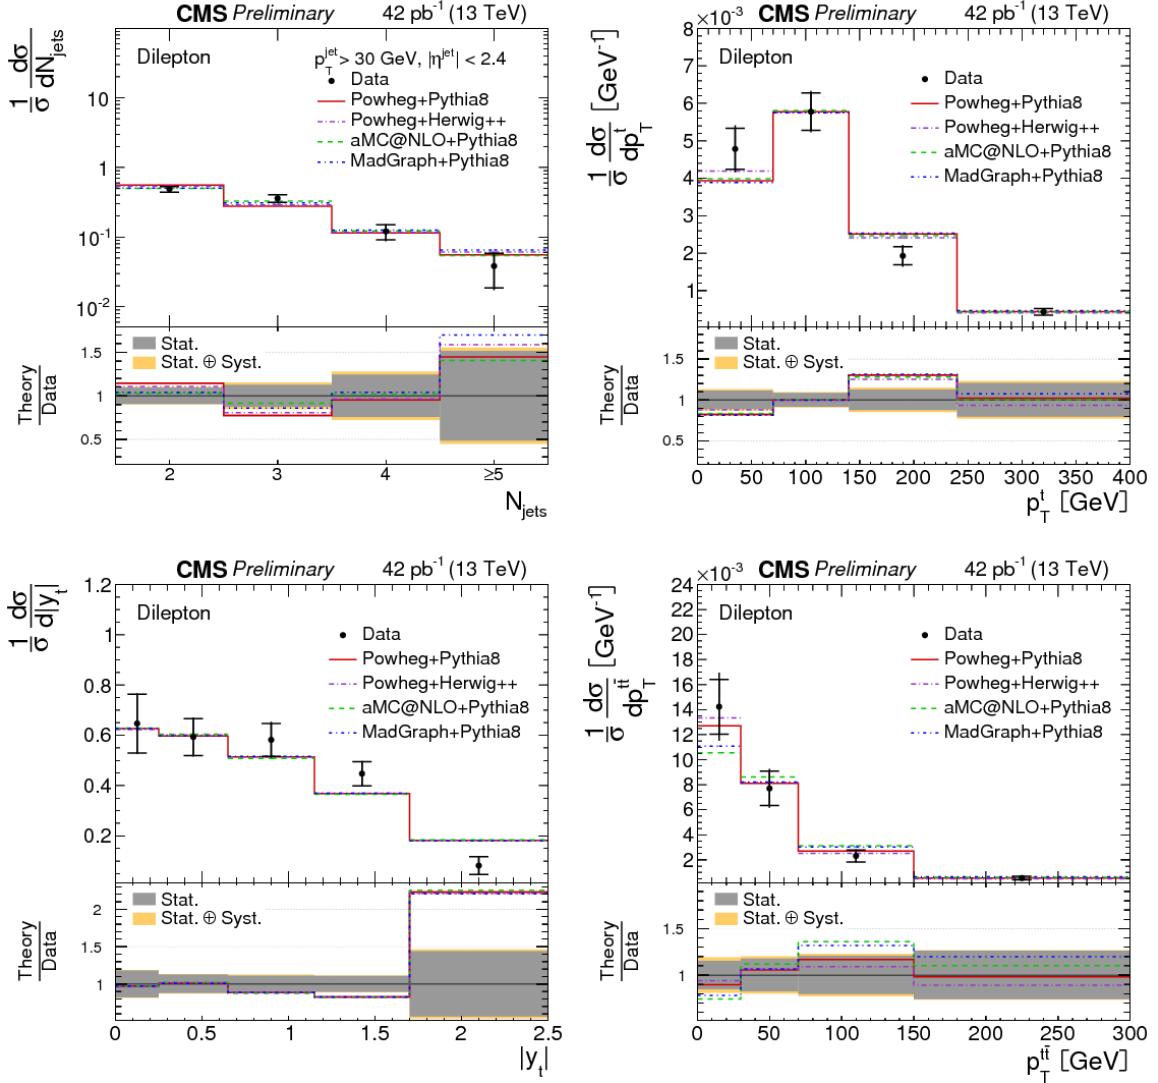 CMS Preliminary 42 pb⁻¹ (13 TeV)
1/σ dσ/dN_jets
Dilepton
p_T^jet > 30 GeV, |η^jet| < 2.4
Data
Powheg+Pythia8
Powheg+Herwig++
aMC@NLO+Pythia8
MadGraph+Pythia8
10
1
10⁻¹
10⁻²
Stat.
Stat. ⊕ Syst.
Theory/Data
1.5
1
0.5
2 3 4 ≥5
N_jets
CMS Preliminary 42 pb⁻¹ (13 TeV)
×10⁻³
1/σ dσ/dp_T^t [GeV⁻¹]
Dilepton
Data
Powheg+Pythia8
Powheg+Herwig++
aMC@NLO+Pythia8
MadGraph+Pythia8
8
7
6
5
4
3
2
1
Stat.
Stat. ⊕ Syst.
Theory/Data
1.5
1
0.5
0 50 100 150 200 250 300 350 400
p_T^t [GeV]
CMS Preliminary 42 pb⁻¹ (13 TeV)
1/σ dσ/d|y_t|
Dilepton
Data
Powheg+Pythia8
Powheg+Herwig++
aMC@NLO+Pythia8
MadGraph+Pythia8
1.2
1
0.8
0.6
0.4
0.2
Stat.
Stat. ⊕ Syst.
Theory/Data
2
1.5
1
0 0.5 1 1.5 2 2.5
|y_t|
CMS Preliminary 42 pb⁻¹ (13 TeV)
×10⁻³
1/σ dσ/dp_T^tt̄ [GeV⁻¹]
Dilepton
Data
Powheg+Pythia8
Powheg+Herwig++
aMC@NLO+Pythia8
MadGraph+Pythia8
24
22
20
18
16
14
12
10
8
6
4
2
Stat.
Stat. ⊕ Syst.
Theory/Data
1.5
1
0 50 100 150 200 250 300
p_T^tt̄ [GeV]